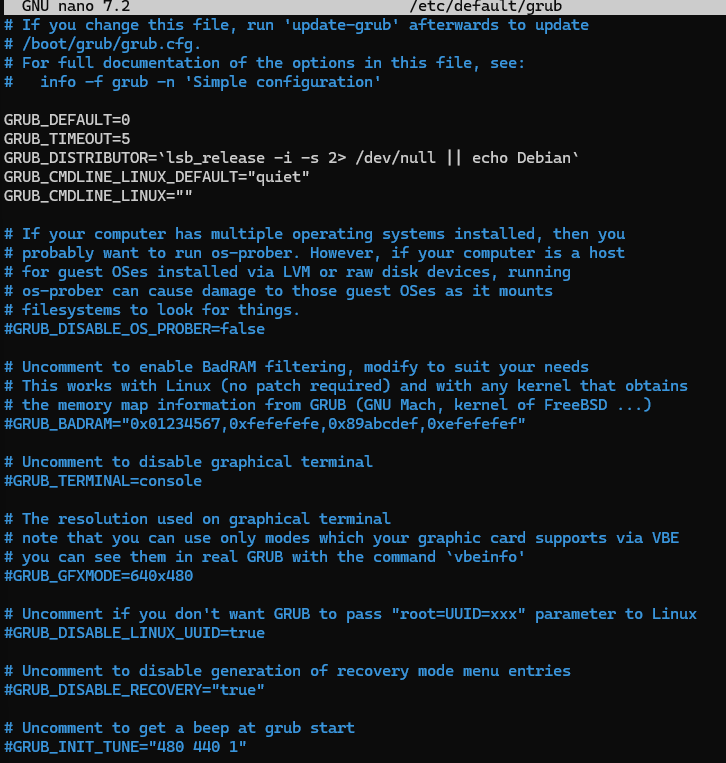 GNU nano 7.2 /etc/default/grub
# If you change this file, run 'update-grub' afterwards to update
# /boot/grub/grub.cfg.
# For full documentation of the options in this file, see:
#   info -f grub -n 'Simple configuration'

GRUB_DEFAULT=0
GRUB_TIMEOUT=5
GRUB_DISTRIBUTOR=`lsb_release -i -s 2> /dev/null || echo Debian`
GRUB_CMDLINE_LINUX_DEFAULT="quiet"
GRUB_CMDLINE_LINUX=""

# If your computer has multiple operating systems installed, then you
# probably want to run os-prober. However, if your computer is a host
# for guest OSes installed via LVM or raw disk devices, running
# os-prober can cause damage to those guest OSes as it mounts
# filesystems to look for things.
#GRUB_DISABLE_OS_PROBER=false

# Uncomment to enable BadRAM filtering, modify to suit your needs
# This works with Linux (no patch required) and with any kernel that obtains
# the memory map information from GRUB (GNU Mach, kernel of FreeBSD ...)
#GRUB_BADRAM="0x01234567,0xfefefefe,0x89abcdef,0xefefefef"

# Uncomment to disable graphical terminal
#GRUB_TERMINAL=console

# The resolution used on graphical terminal
# note that you can use only modes which your graphic card supports via VBE
# you can see them in real GRUB with the command `vbeinfo'
#GRUB_GFXMODE=640x480

# Uncomment if you don't want GRUB to pass "root=UUID=xxx" parameter to Linux
#GRUB_DISABLE_LINUX_UUID=true

# Uncomment to disable generation of recovery mode menu entries
#GRUB_DISABLE_RECOVERY="true"

# Uncomment to get a beep at grub start
#GRUB_INIT_TUNE="480 440 1"